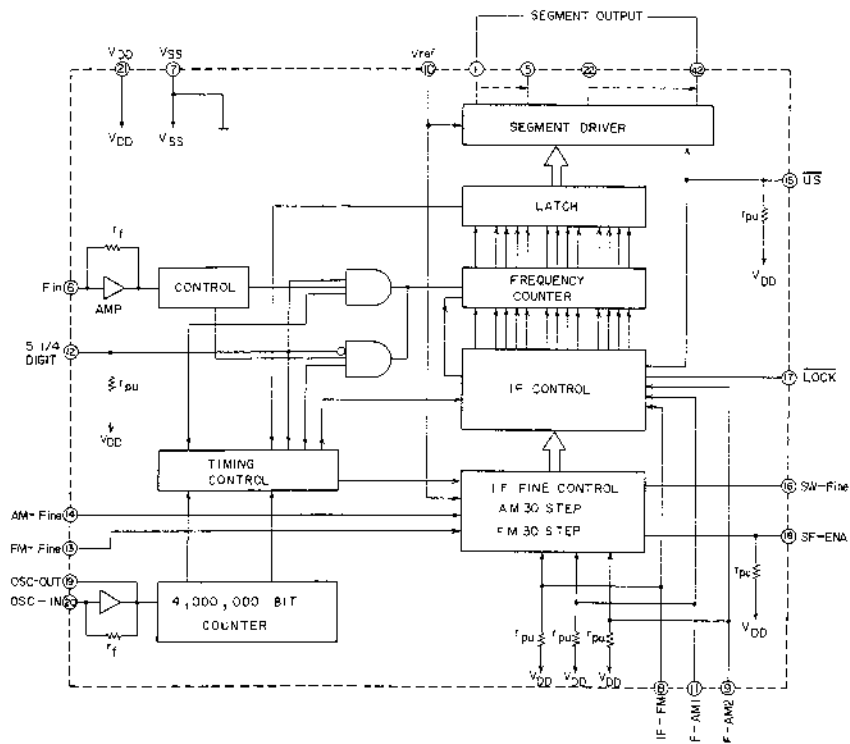 SEGMENT OUTPUT
VDD
VSS
Vref
21
7
10
1
5
22
42
SEGMENT DRIVER
VDD
VSS
15
US
LATCH
rpu
rf
Fin
6
AMP
CONTROL
FREQUENCY
COUNTER
VDD
5 1/4
DIGIT
12
rpu
VDD
IF CONTROL
17
LOCK
TIMING
CONTROL
IF FINE CONTROL
AM 30 STEP
FM 30 STEP
16
SW-Fine
AM-Fine
14
FM-Fine
13
18
SF-ENA
OSC-OUT
19
OSC-IN
20
rf
4,000,000 BIT
COUNTER
rpu
VDD
rpu
rpu
rpu
VDD
VDD
VDD
11
IF-FM
F-AM1
F-AM2